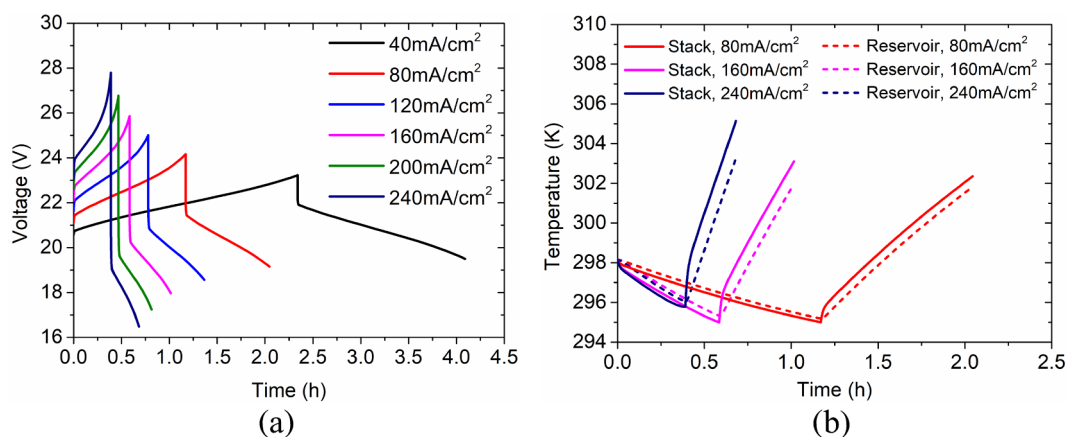 30
28
26
24
22
20
18
16
Voltage (V)
0.0 0.5 1.0 1.5 2.0 2.5 3.0 3.5 4.0 4.5
Time (h)
40mA/cm²
80mA/cm²
120mA/cm²
160mA/cm²
200mA/cm²
240mA/cm²
(a)
310
308
306
304
302
300
298
296
294
Temperature (K)
0.0 0.5 1.0 1.5 2.0 2.5
Time (h)
Stack, 80mA/cm² Reservoir, 80mA/cm²
Stack, 160mA/cm² Reservoir, 160mA/cm²
Stack, 240mA/cm² Reservoir, 240mA/cm²
(b)